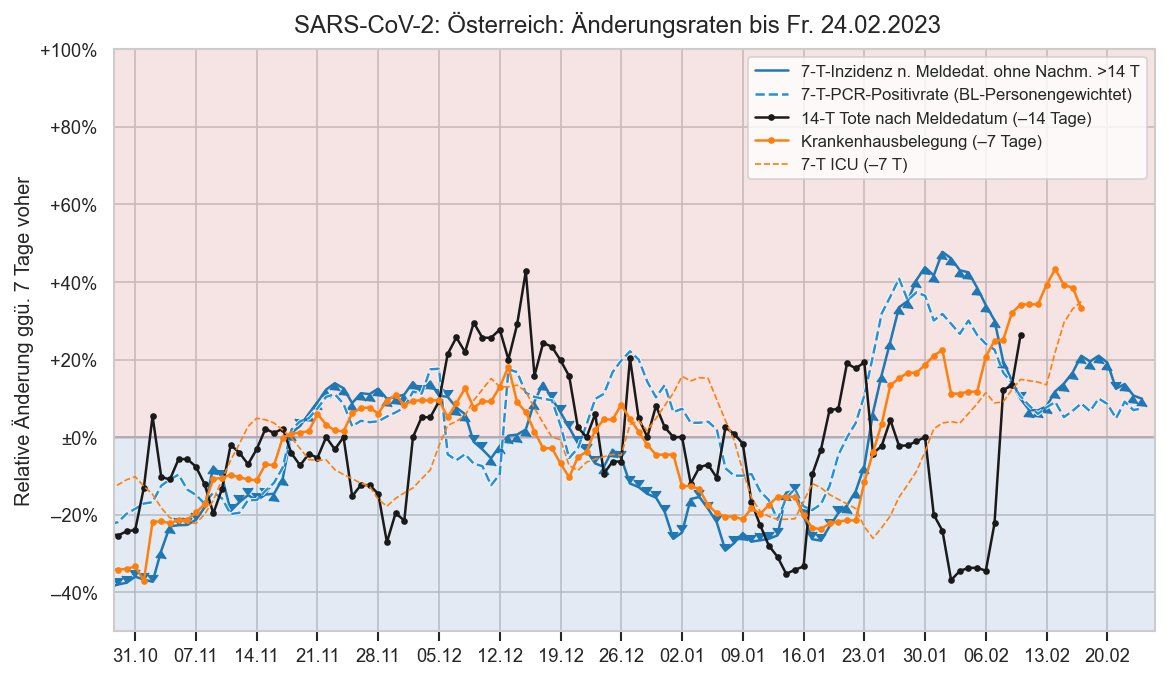 SARS-CoV-2: Österreich: Änderungsraten bis Fr. 24.02.2023
Relative Änderung ggü. 7 Tage voher
+100%
+80%
+60%
+40%
+20%
±0%
–20%
–40%
7-T-Inzidenz n. Meldedat. ohne Nachm. >14 T
7-T-PCR-Positivrate (BL-Personengewichtet)
14-T Tote nach Meldedatum (–14 Tage)
Krankenhausbelegung (–7 Tage)
7-T ICU (–7 T)
31.10 07.11 14.11 21.11 28.11 05.12 12.12 19.12 26.12 02.01 09.01 16.01 23.01 30.01 06.02 13.02 20.02